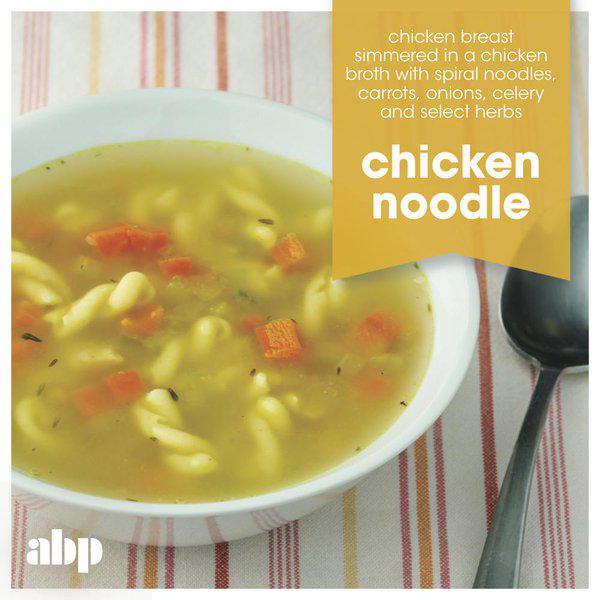 chicken breast
simmered in a chicken
broth with spiral noodles,
carrots, onions, celery
and select herbs
chicken
noodle
abp